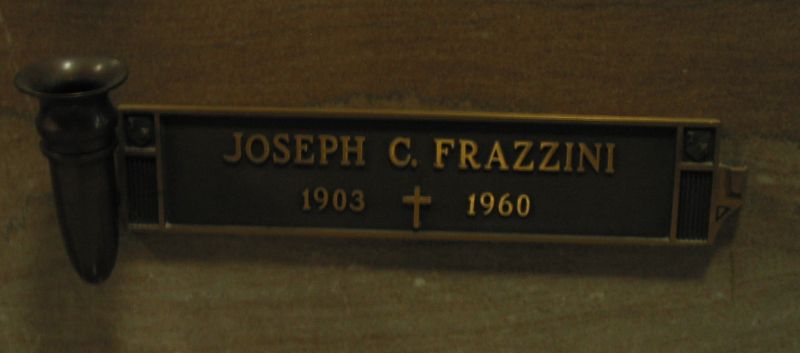 JOSEPH C. FRAZZINI
1903 ✝ 1960